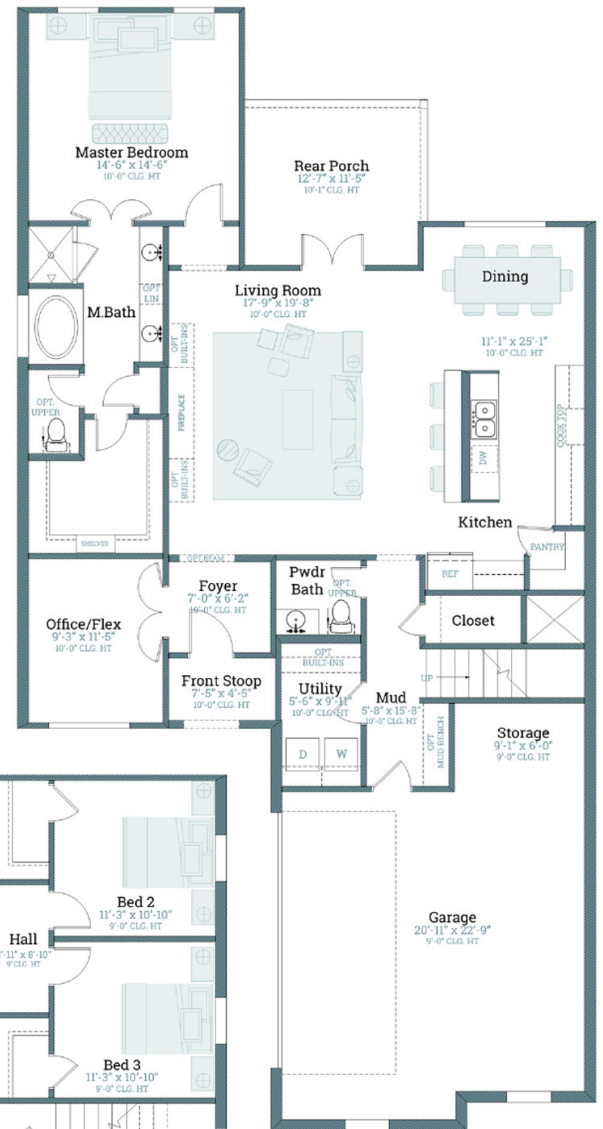 Master Bedroom
14'-6" x 14'-6"
10'-0" CLG. HT
Rear Porch
12'-7" x 11'-5"
10'-1" CLG. HT
Living Room
17'-9" x 19'-8"
10'-0" CLG. HT
Dining
11'-1" x 25'-1"
10'-0" CLG. HT
OPT
LIN
M.Bath
OPT
BUILT-INS
FIREPLACE
OPT
BUILT-INS
OPT.
UPPER
COOK TOP
DW
Kitchen
PANTRY
REF
SHELVES
OPT BEAM
Foyer
7'-0" x 6'-2"
10'-0" CLG. HT
Pwdr
Bath
OPT.
UPPER
Office/Flex
9'-3" x 11'-5"
10'-0" CLG. HT
Closet
OPT
BUILT-INS
Front Stoop
7'-5" x 4'-5"
10'-0" CLG. HT
Utility
5'-6" x 9'-11"
10'-0" CLG HT
UP
Mud
5'-8" x 15'-8"
10'-0" CLG. HT
OPT
MUD BENCH
D
W
Storage
9'-1" x 6'-0"
9'-0" CLG. HT
Bed 2
11'-3" x 10'-10"
9'-0" CLG. HT
Hall
'-11" x 8'-10"
9' CLG. HT
Bed 3
11'-3" x 10'-10"
9'-0" CLG. HT
Garage
20'-11" x 22'-9"
9'-0" CLG. HT